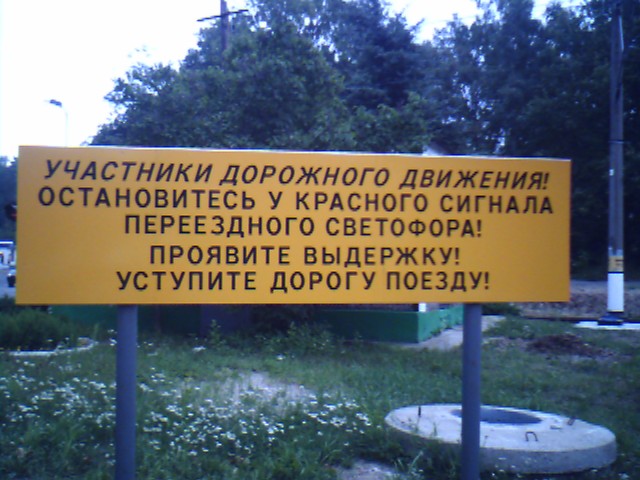 УЧАСТНИКИ ДОРОЖНОГО ДВИЖЕНИЯ!
ОСТАНОВИТЕСЬ У КРАСНОГО СИГНАЛА
ПЕРЕЕЗДНОГО СВЕТОФОРА!
ПРОЯВИТЕ ВЫДЕРЖКУ!
УСТУПИТЕ ДОРОГУ ПОЕЗДУ!